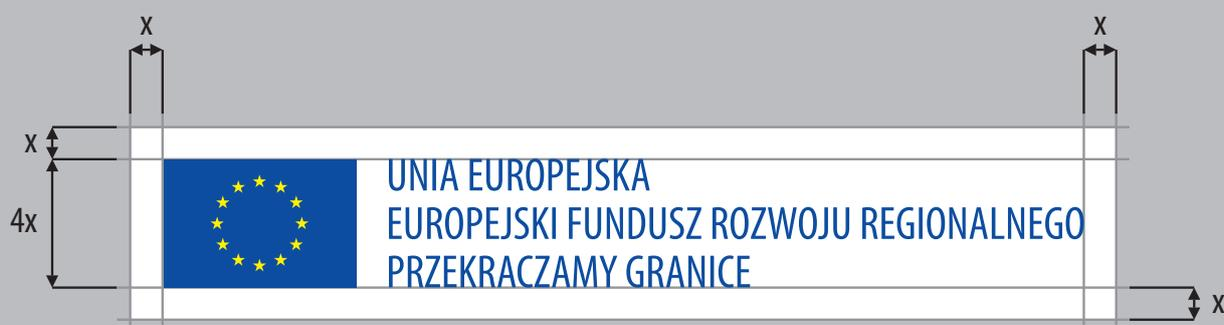 x x
x
4x
UNIA EUROPEJSKA
EUROPEJSKI FUNDUSZ ROZWOJU REGIONALNEGO
PRZEKRACZAMY GRANICE
x